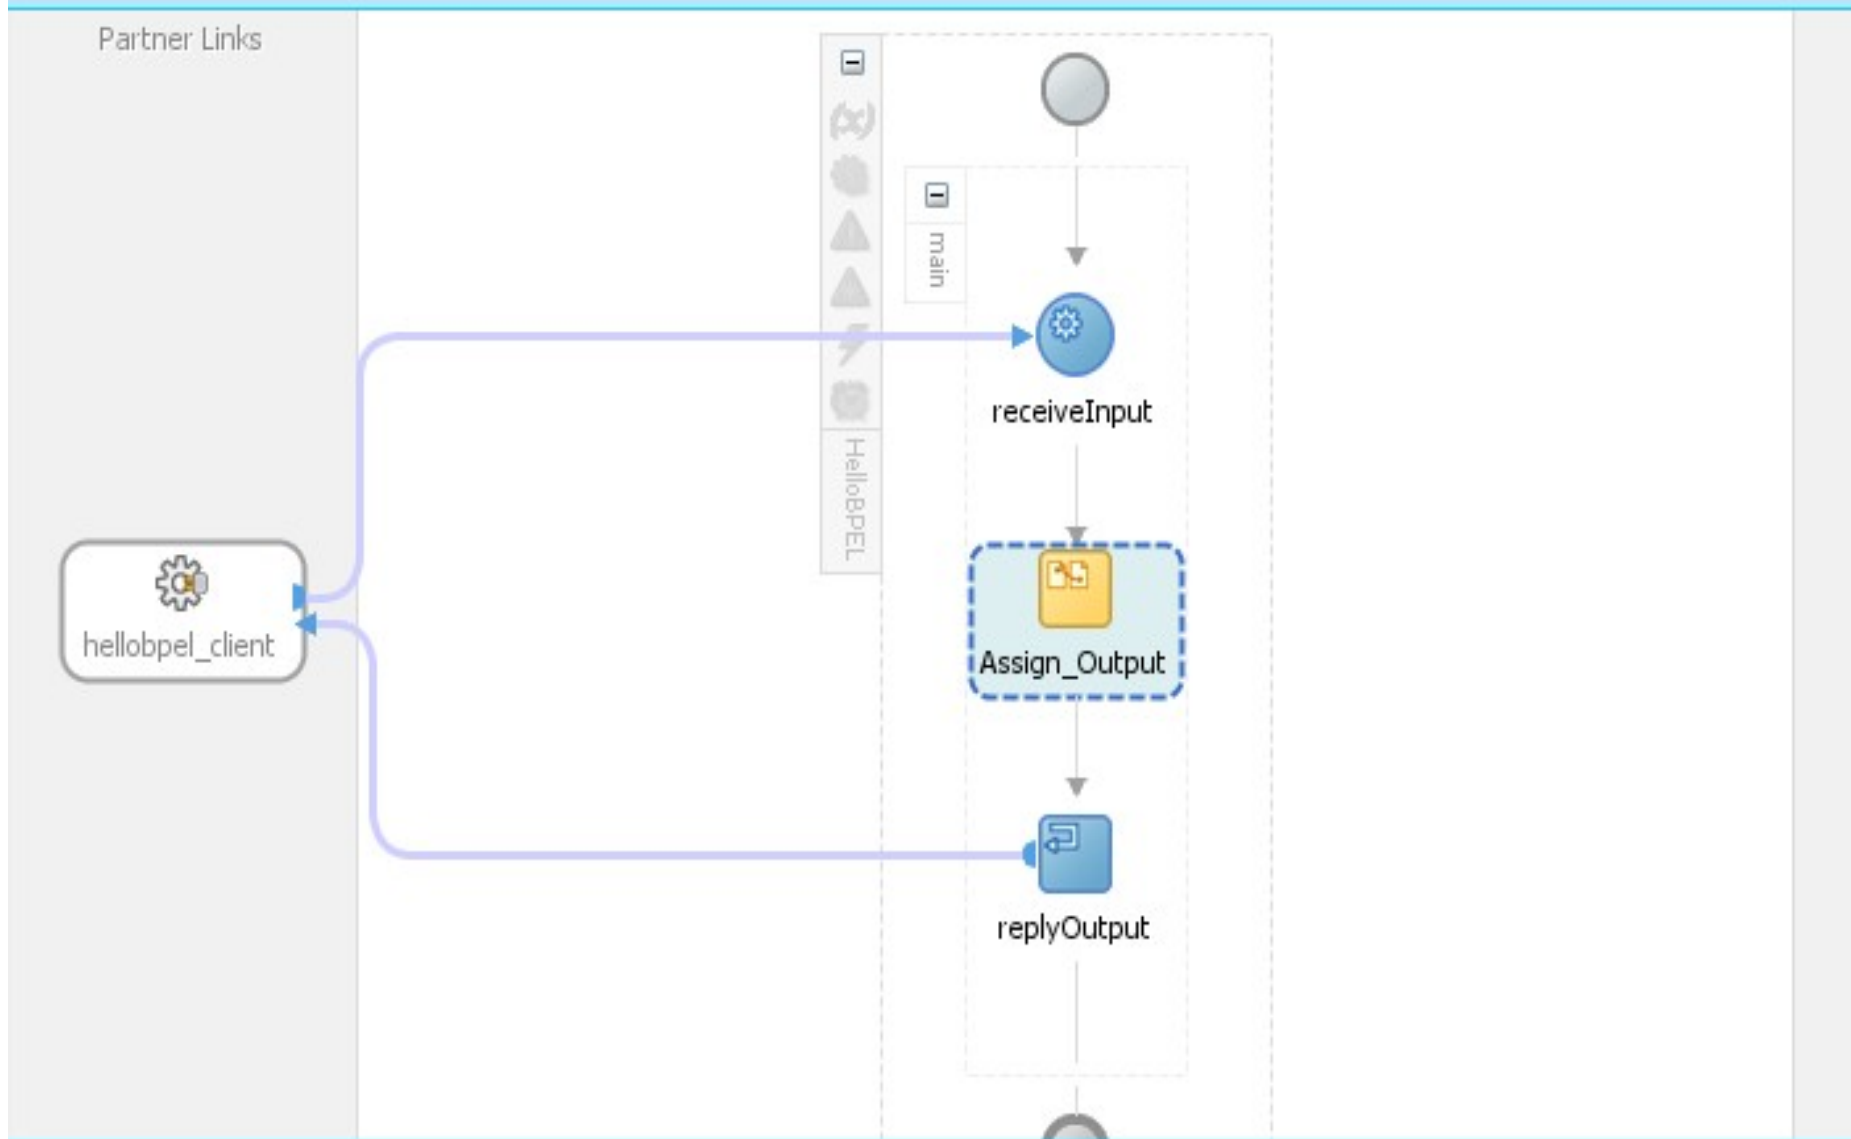 Partner Links
main
receiveInput
HelloBPEL
hellobpel_client
Assign_Output
replyOutput